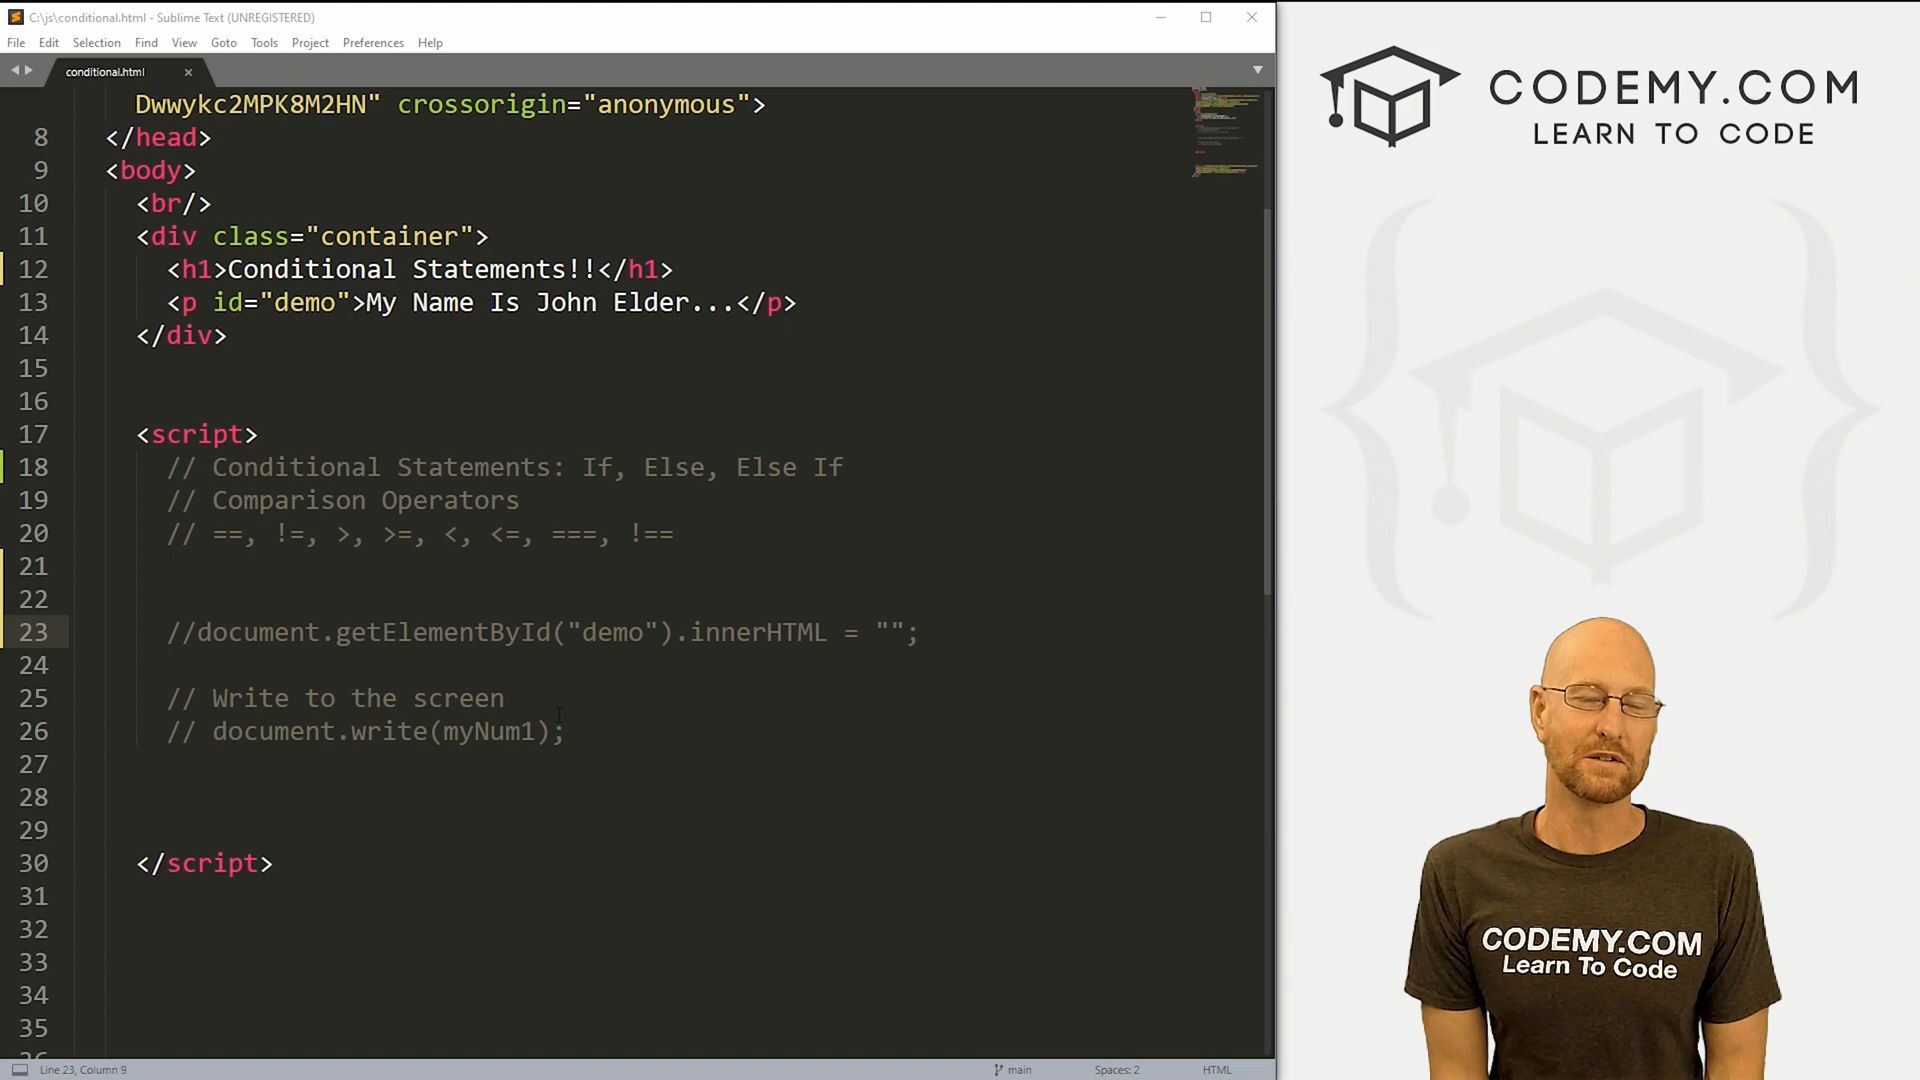 C:\js\conditional.html - Sublime Text (UNREGISTERED)
File Edit Selection Find View Goto Tools Project Preferences Help
conditional.html
Dwwykc2MPK8M2HN" crossorigin="anonymous">
8 </head>
9 <body>
10 <br/>
11 <div class="container">
12 <h1>Conditional Statements!!</h1>
13 <p id="demo">My Name Is John Elder...</p>
14 </div>
15
16
17 <script>
18 // Conditional Statements: If, Else, Else If
19 // Comparison Operators
20 // ==, !=, >, >=, <, <=, ===, !==
21
22
23 //document.getElementById("demo").innerHTML = "";
24
25 // Write to the screen
26 // document.write(myNum1);
27
28
29
30 </script>
31
32
33
34
35
Line 23, Column 9 main Spaces: 2 HTML
CODEMY.COM
LEARN TO CODE
CODEMY.COM
Learn To Code